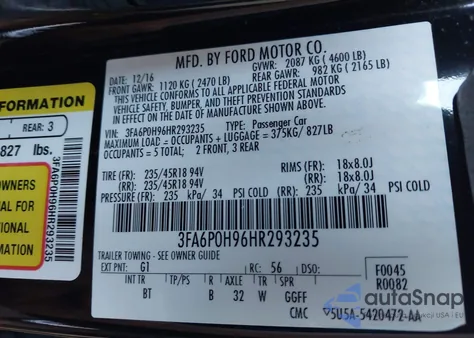 MFD. BY FORD MOTOR CO.
DATE: 12/16 GVWR: 2087 KG (4600 LB)
FRONT GAWR: 1120 KG (2470 LB) REAR GAWR: 982 KG (2165 LB)
THIS VEHICLE CONFORMS TO ALL APPLICABLE FEDERAL MOTOR
VEHICLE SAFETY, BUMPER, AND THEFT PREVENTION STANDARDS
IN EFFECT ON THE DATE OF MANUFACTURE SHOWN ABOVE.
VIN: 3FA6P0H96HR293235 TYPE: Passenger Car
MAXIMUM LOAD = OCCUPANTS + LUGGAGE = 375KG/ 827LB
OCCUPANTS = 5 TOTAL; 2 FRONT, 3 REAR
TIRE (FR): 235/45R18 94V RIMS (FR): 18x8.0J
(RR): 235/45R18 94V (RR): 18x8.0J
PRESSURE (FR): 235 kPa/ 34 PSI COLD (RR): 235 kPa/ 34 PSI COLD
3FA6P0H96HR293235
TRAILER TOWING - SEE OWNER GUIDE
EXT PNT: G1 RC: 56 DSO: F0045
R0082
INT TR TP/PS R AXLE TR SPR
BT B 32 W GGFF
CMC 5U5A-5420472-AA
FORMATION
REAR: 3
827 lbs.
3FA6P0H96HR293235
OWNERS
AL FOR
TIONAL
MATION
autoSnap